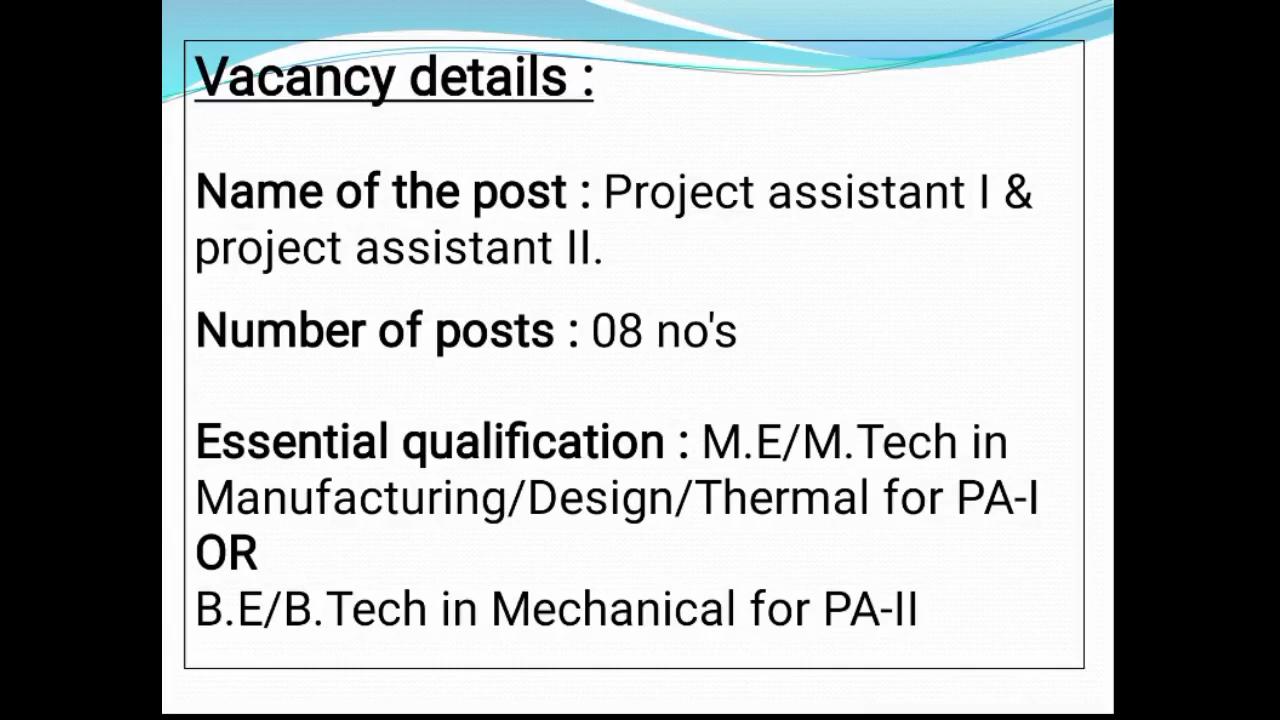 Vacancy details :
Name of the post : Project assistant I &
project assistant II.
Number of posts : 08 no's
Essential qualification : M.E/M.Tech in
Manufacturing/Design/Thermal for PA-I
OR
B.E/B.Tech in Mechanical for PA-II